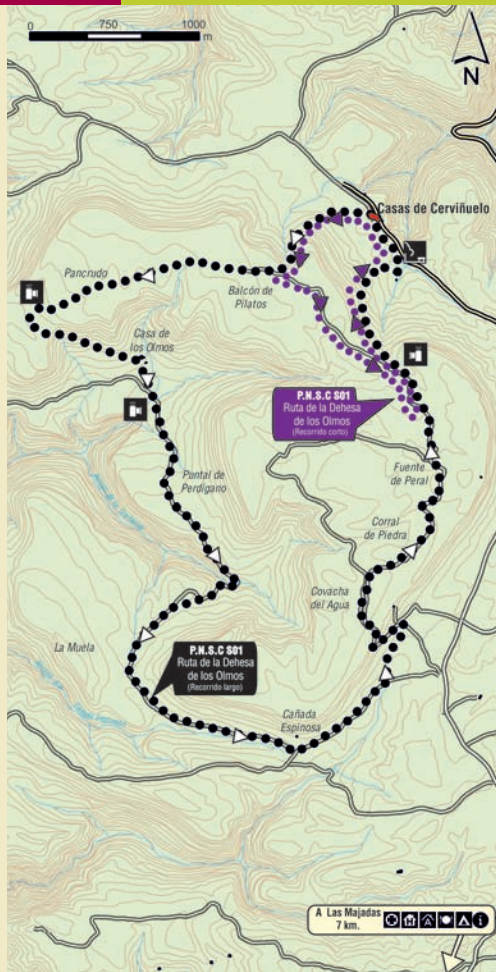 0 750 1000
m
N
Casas de Cerviñuelo
Pancrudo
Balcón de
Pilatos
Casa de
los Olmos
P.N.S.C S01
Ruta de la Dehesa
de los Olmos
(Recorrido corto)
Puntal de
Perdigano
Fuente
de Peral
Corral
de Piedra
Covacha
del Agua
La Muela
P.N.S.C S01
Ruta de la Dehesa
de los Olmos
(Recorrido largo)
Cañada
Espinosa
A Las Majadas
7 km.